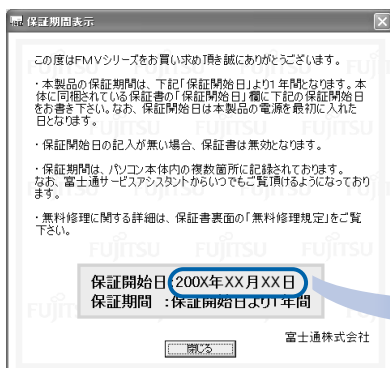 保証期間表示
この度はFMVシリーズをお買い求め頂き誠にありがとうございます。
・本製品の保証期間は、下記「保証開始日」より1年間となります。本
体に同梱されている保証書の「保証開始日」欄に下記の保証開始日
をお書き下さい。なお、保証開始日は本製品の電源を最初に入れた
日となります。
・保証開始日の記入が無い場合、保証書は無効となります。
・保証期間は、パソコン本体内の複数箇所に記録されております。
なお、富士通サービスアシスタントからいつでもご覧頂けるようになっており
ます。
・無料修理に関する詳細は、保証書裏面の「無料修理規定」をご覧
下さい。
FUJITSU FUJITSU FUJITSU
保証開始日:200X年XX月XX日
保証期間 :保証開始日より1年間
富士通株式会社
閉じる